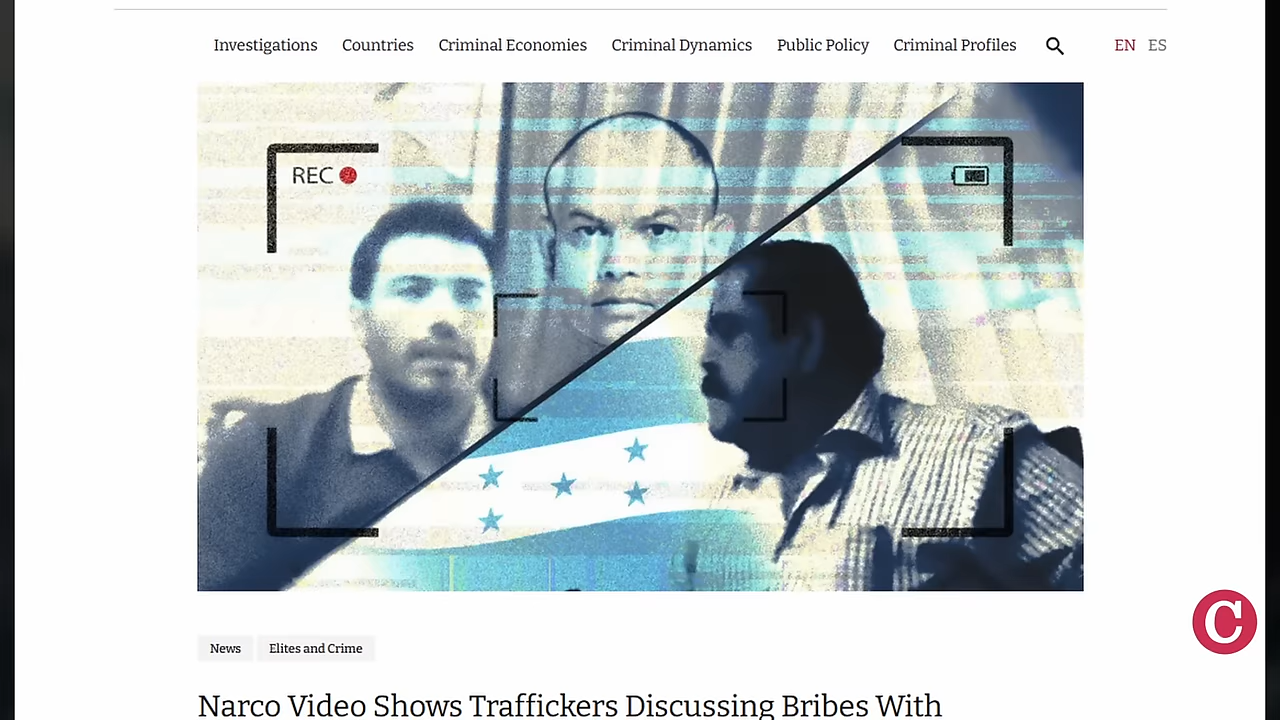 Investigations Countries Criminal Economies Criminal Dynamics Public Policy Criminal Profiles EN ES
REC
News Elites and Crime
Narco Video Shows Traffickers Discussing Bribes With
C